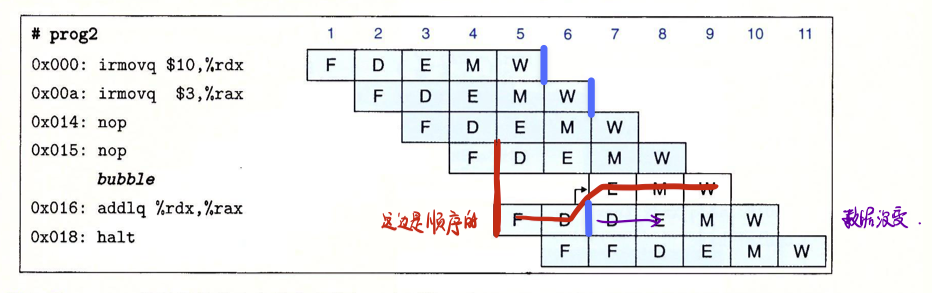 # prog2 1 2 3 4 5 6 7 8 9 10 11
0x000: irmovq $10,%rdx F D E M W
0x00a: irmovq $3,%rax F D E M W
0x014: nop F D E M W
0x015: nop F D E M W
bubble E M W
0x016: addlq %rdx,%rax 这边是顺序的 F D D E M W 数据没变.
0x018: halt F F D E M W